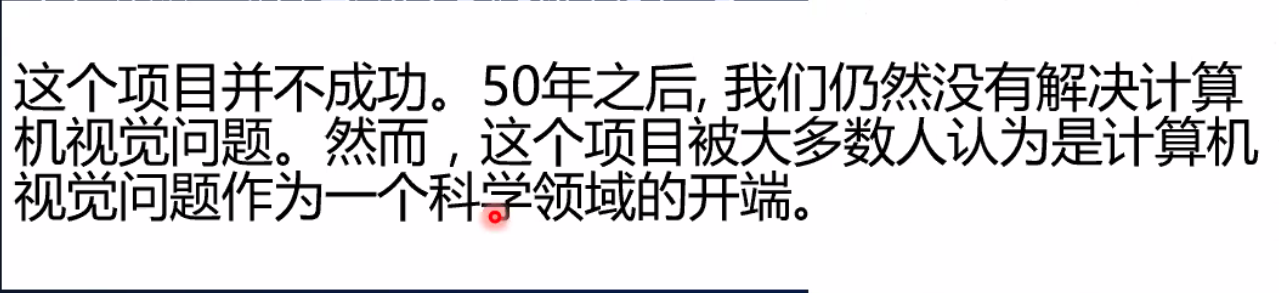 这个项目并不成功。50年之后, 我们仍然没有解决计算
机视觉问题。然而，这个项目被大多数人认为是计算机
视觉问题作为一个科学领域的开端。